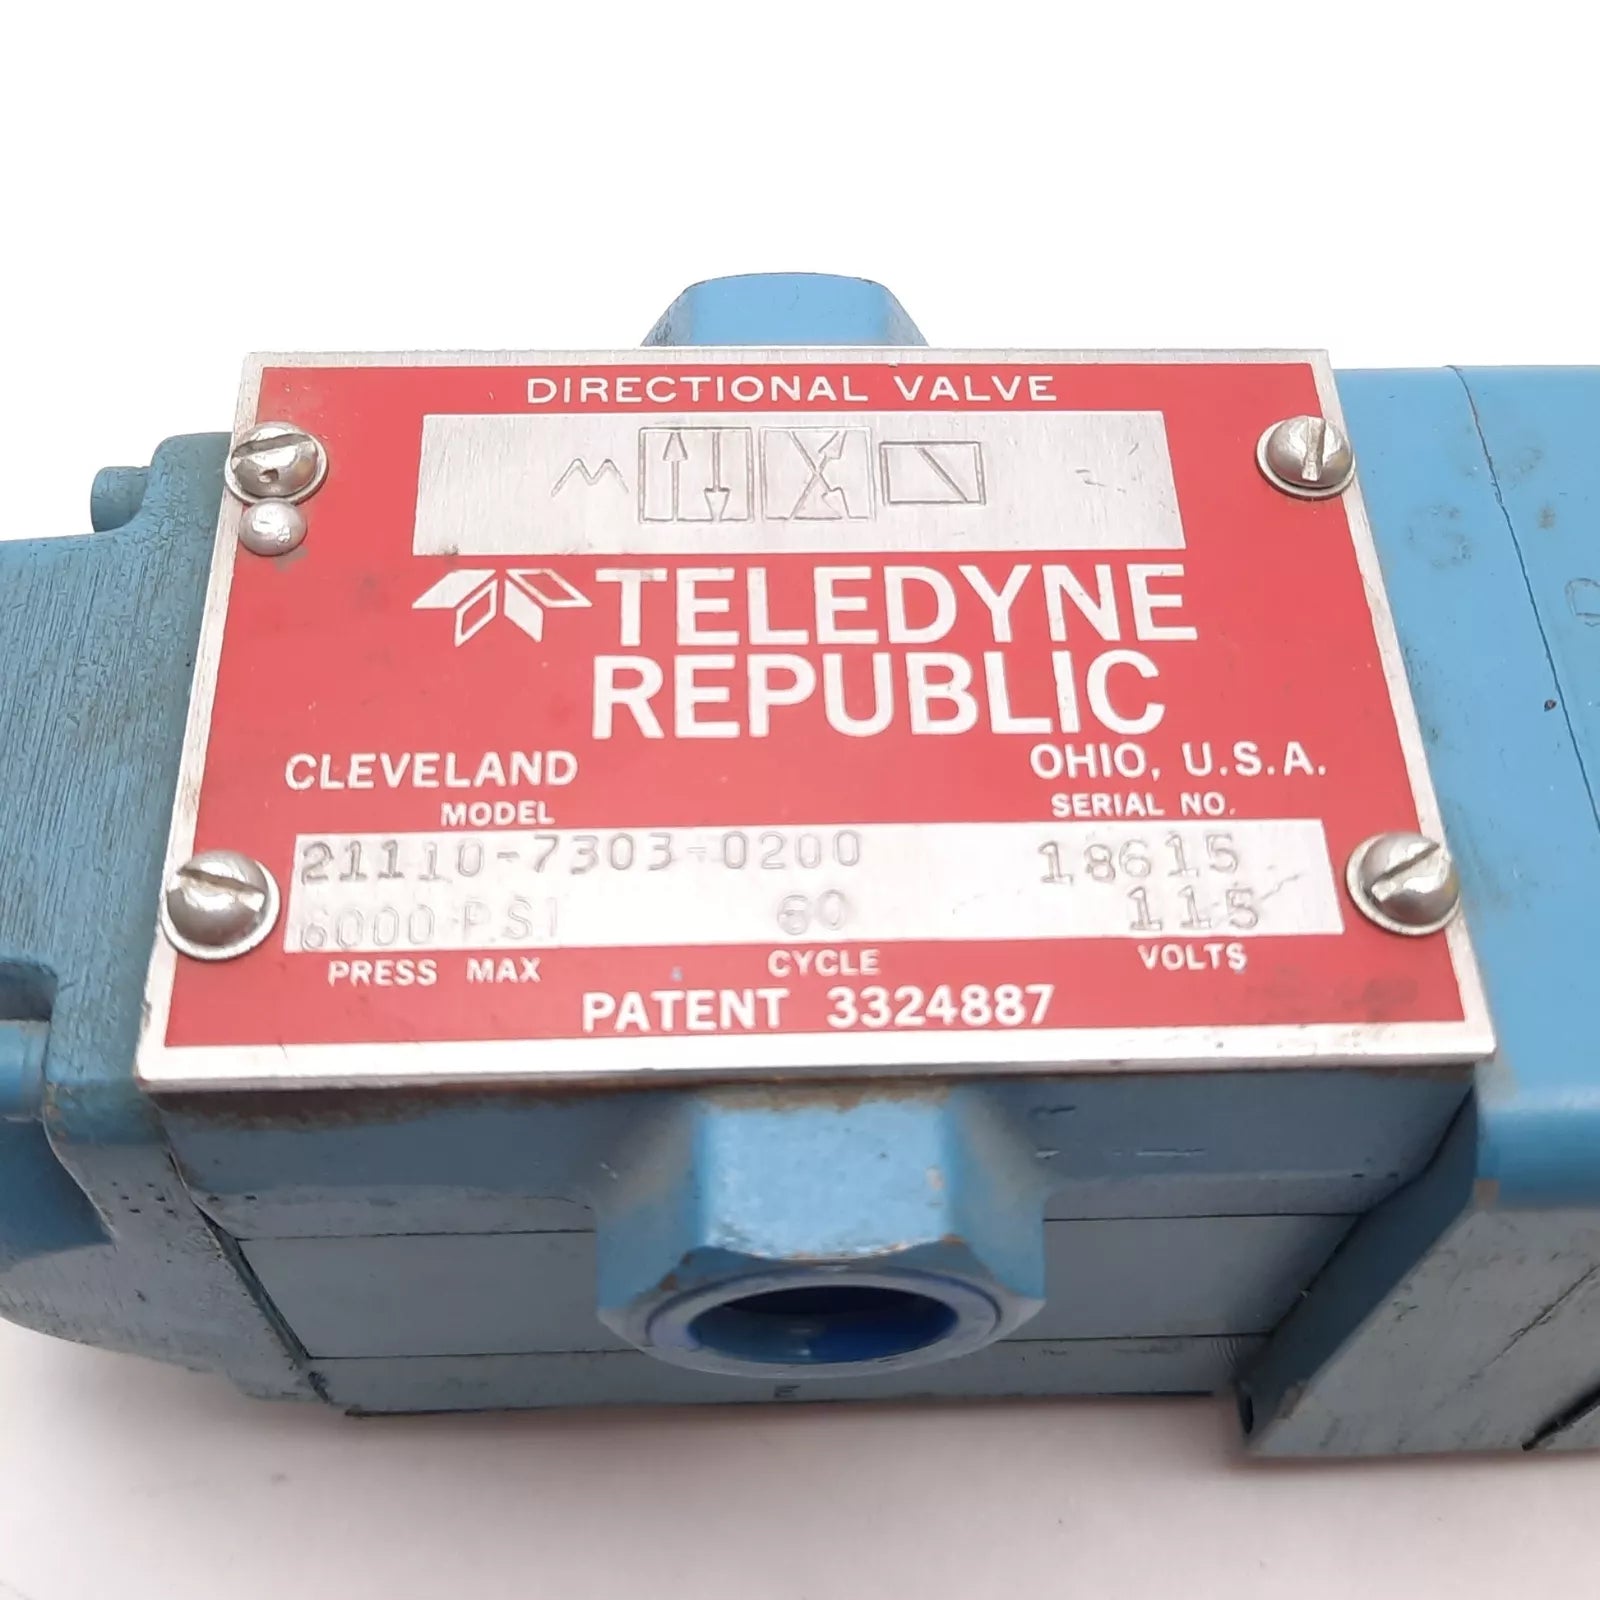 DIRECTIONAL VALVE
TELEDYNE
REPUBLIC
CLEVELAND OHIO, U.S.A.
MODEL SERIAL NO.
21110-7303-0200 18615
6000 P.S.I 60 115
PRESS MAX CYCLE VOLTS
PATENT 3324887